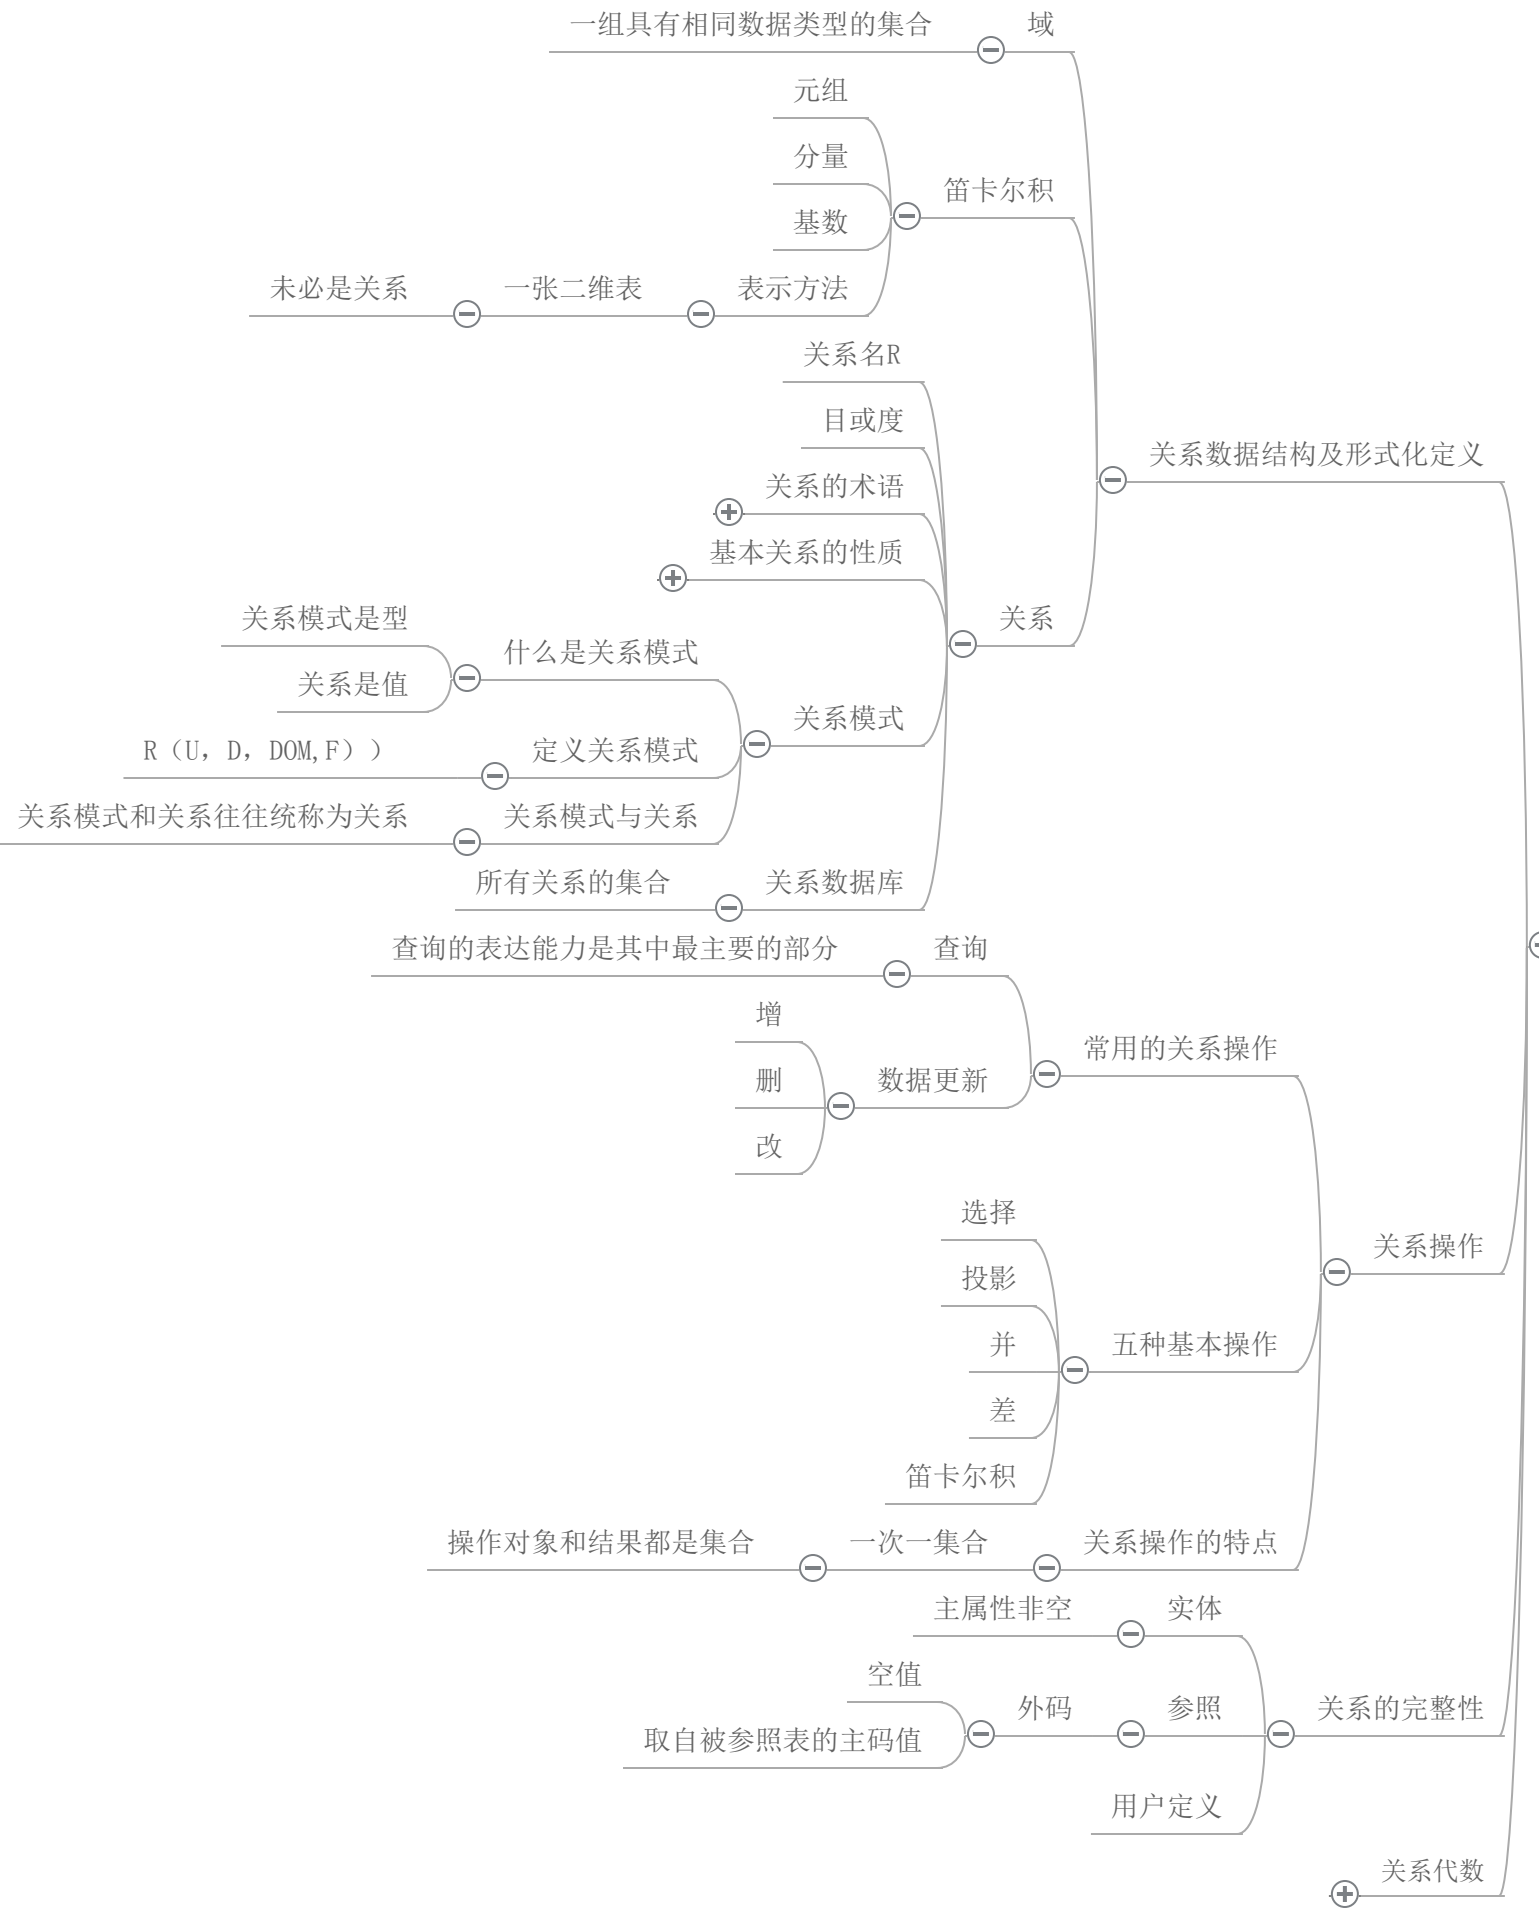 一组具有相同数据类型的集合 域
元组
分量
笛卡尔积
基数
未必是关系 一张二维表 表示方法
关系名R
目或度
关系数据结构及形式化定义
关系的术语
基本关系的性质
关系模式是型 关系
什么是关系模式
关系是值
关系模式
R（U，D，DOM,F）） 定义关系模式
关系模式和关系往往统称为关系 关系模式与关系
所有关系的集合 关系数据库
查询的表达能力是其中最主要的部分 查询
增
常用的关系操作
删 数据更新
改
选择
关系操作
投影
并 五种基本操作
差
笛卡尔积
操作对象和结果都是集合 一次一集合 关系操作的特点
主属性非空 实体
空值
外码 参照 关系的完整性
取自被参照表的主码值
用户定义
关系代数